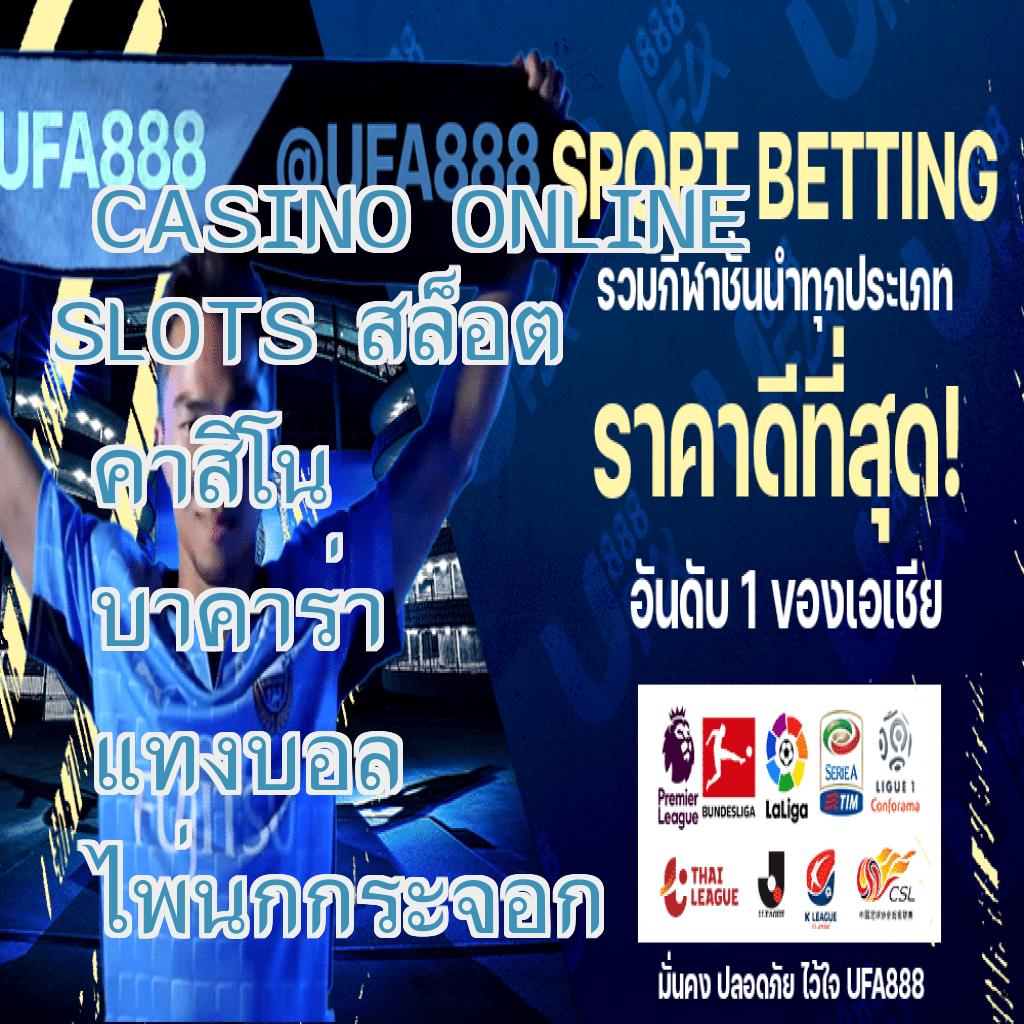 UFA888
@UFA888
SPORT BETTING
CASINO ONLINE
รวมกีฬาชั้นนำทุกประเภท
SLOTS สล็อต
ราคาดีที่สุด!
คาสิโน
อันดับ 1 ของเอเชีย
บาคาร่า
แทงบอล
ไพ่นกกระจอก
FUJITSU
Premier
League
BUNDESLIGA
LaLiga
SERIE A
TIM
LIGUE 1
Conforama
THAI
LEAGUE
J.LEAGUE
K LEAGUE
CSL
มั่นคง ปลอดภัย ไว้ใจ UFA888